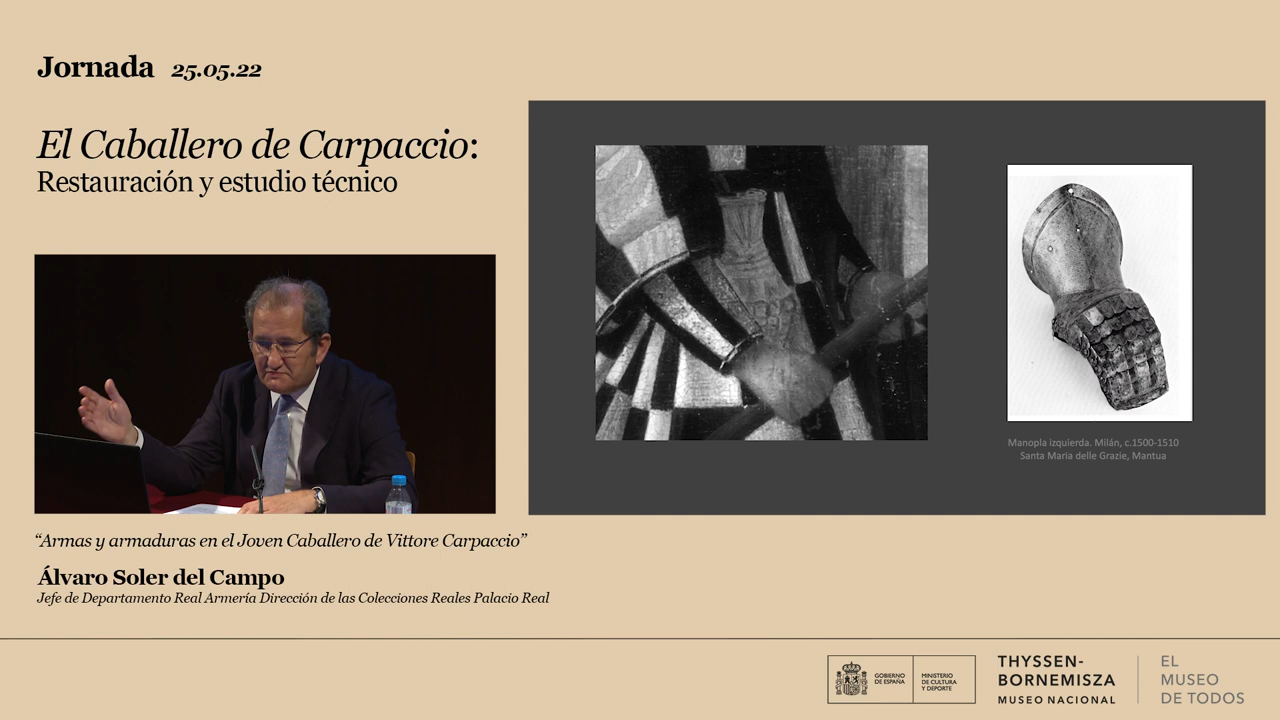 Jornada 25.05.22
El Caballero de Carpaccio:
Restauración y estudio técnico
Manopla izquierda. Milán, c.1500-1510
Santa Maria delle Grazie, Mantua
“Armas y armaduras en el Joven Caballero de Vittore Carpaccio”
Álvaro Soler del Campo
Jefe de Departamento Real Armería Dirección de las Colecciones Reales Palacio Real
GOBIERNO
DE ESPAÑA
MINISTERIO
DE CULTURA
Y DEPORTE
THYSSEN-
BORNEMISZA
MUSEO NACIONAL
EL
MUSEO
DE TODOS